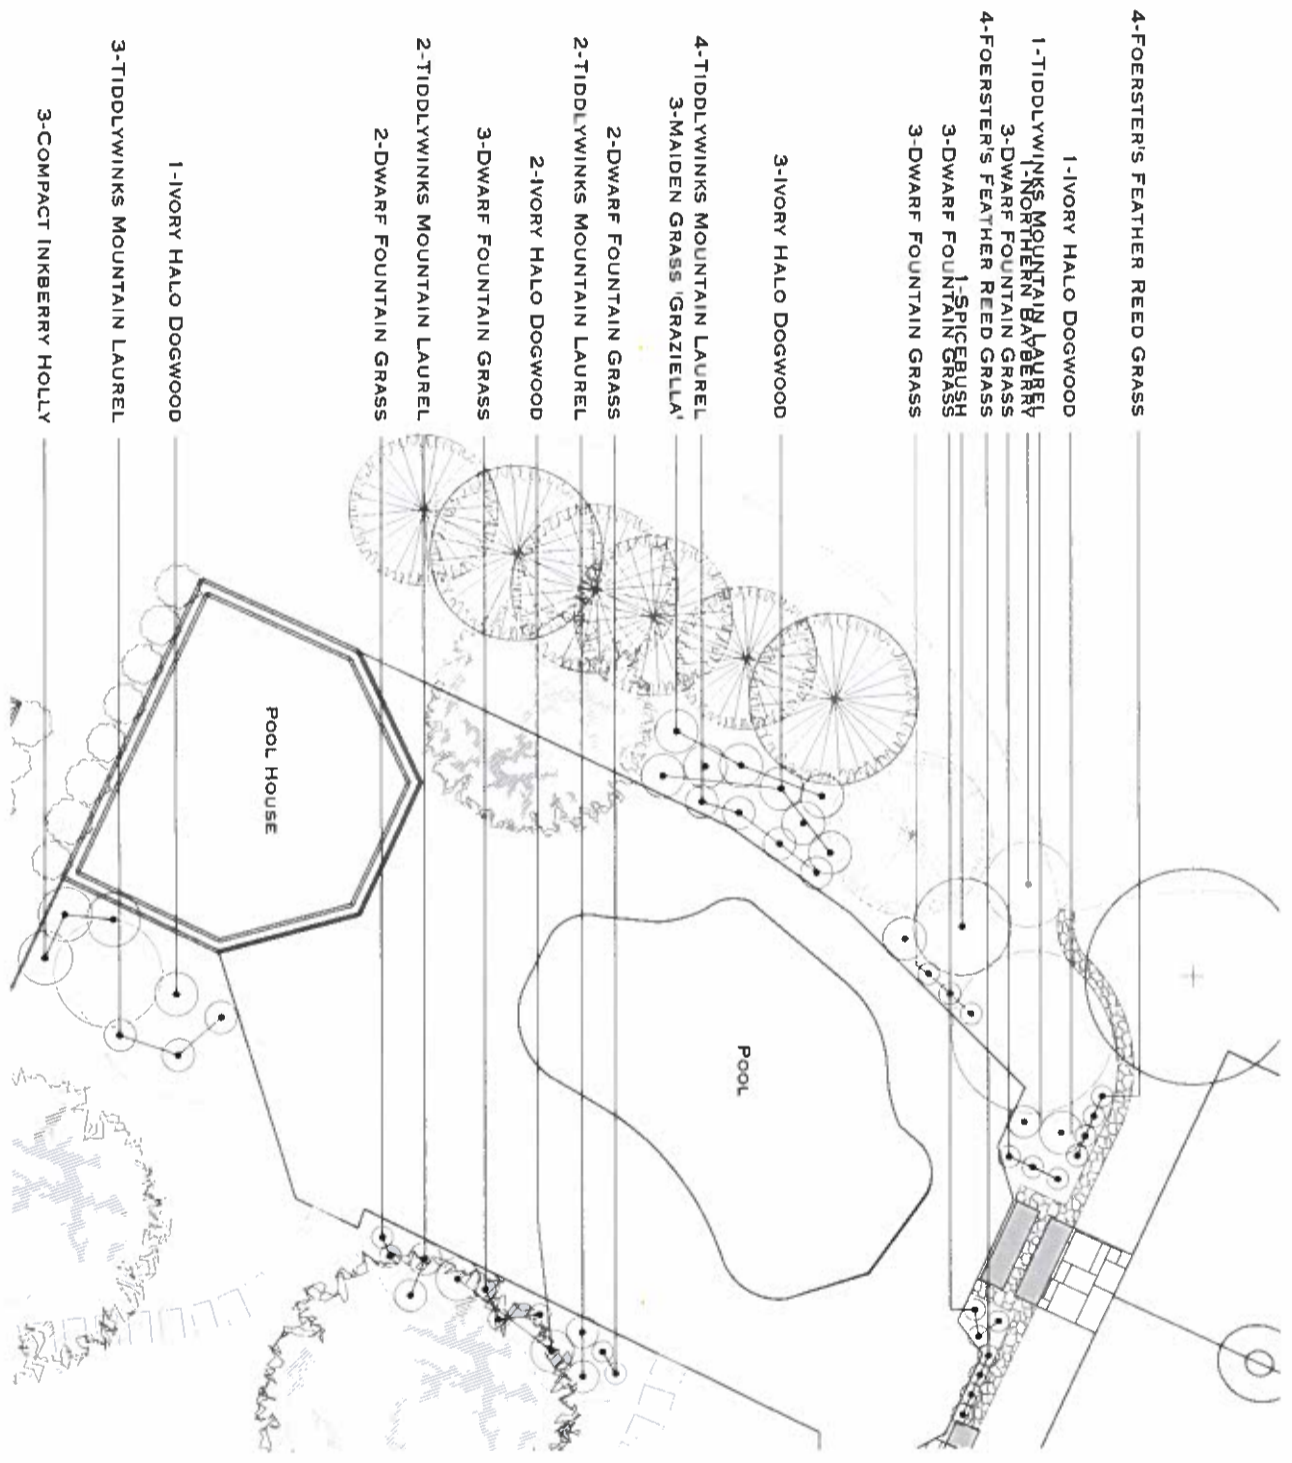 4-Foerster's Feather Reed Grass
1-Ivory Halo Dogwood
1-Tiddlywinks Mountain Laurel
1-Northern Bayberry
3-Dwarf Fountain Grass
4-Foerster's Feather Reed Grass
1-Spicebush
3-Dwarf Fountain Grass
3-Dwarf Fountain Grass
3-Ivory Halo Dogwood
4-Tiddlywinks Mountain Laurel
3-Maiden Grass 'Graziella'
2-Dwarf Fountain Grass
2-Tiddlywinks Mountain Laurel
2-Ivory Halo Dogwood
3-Dwarf Fountain Grass
2-Tiddlywinks Mountain Laurel
2-Dwarf Fountain Grass
1-Ivory Halo Dogwood
3-Tiddlywinks Mountain Laurel
3-Compact Inkberry Holly
Pool House
Pool